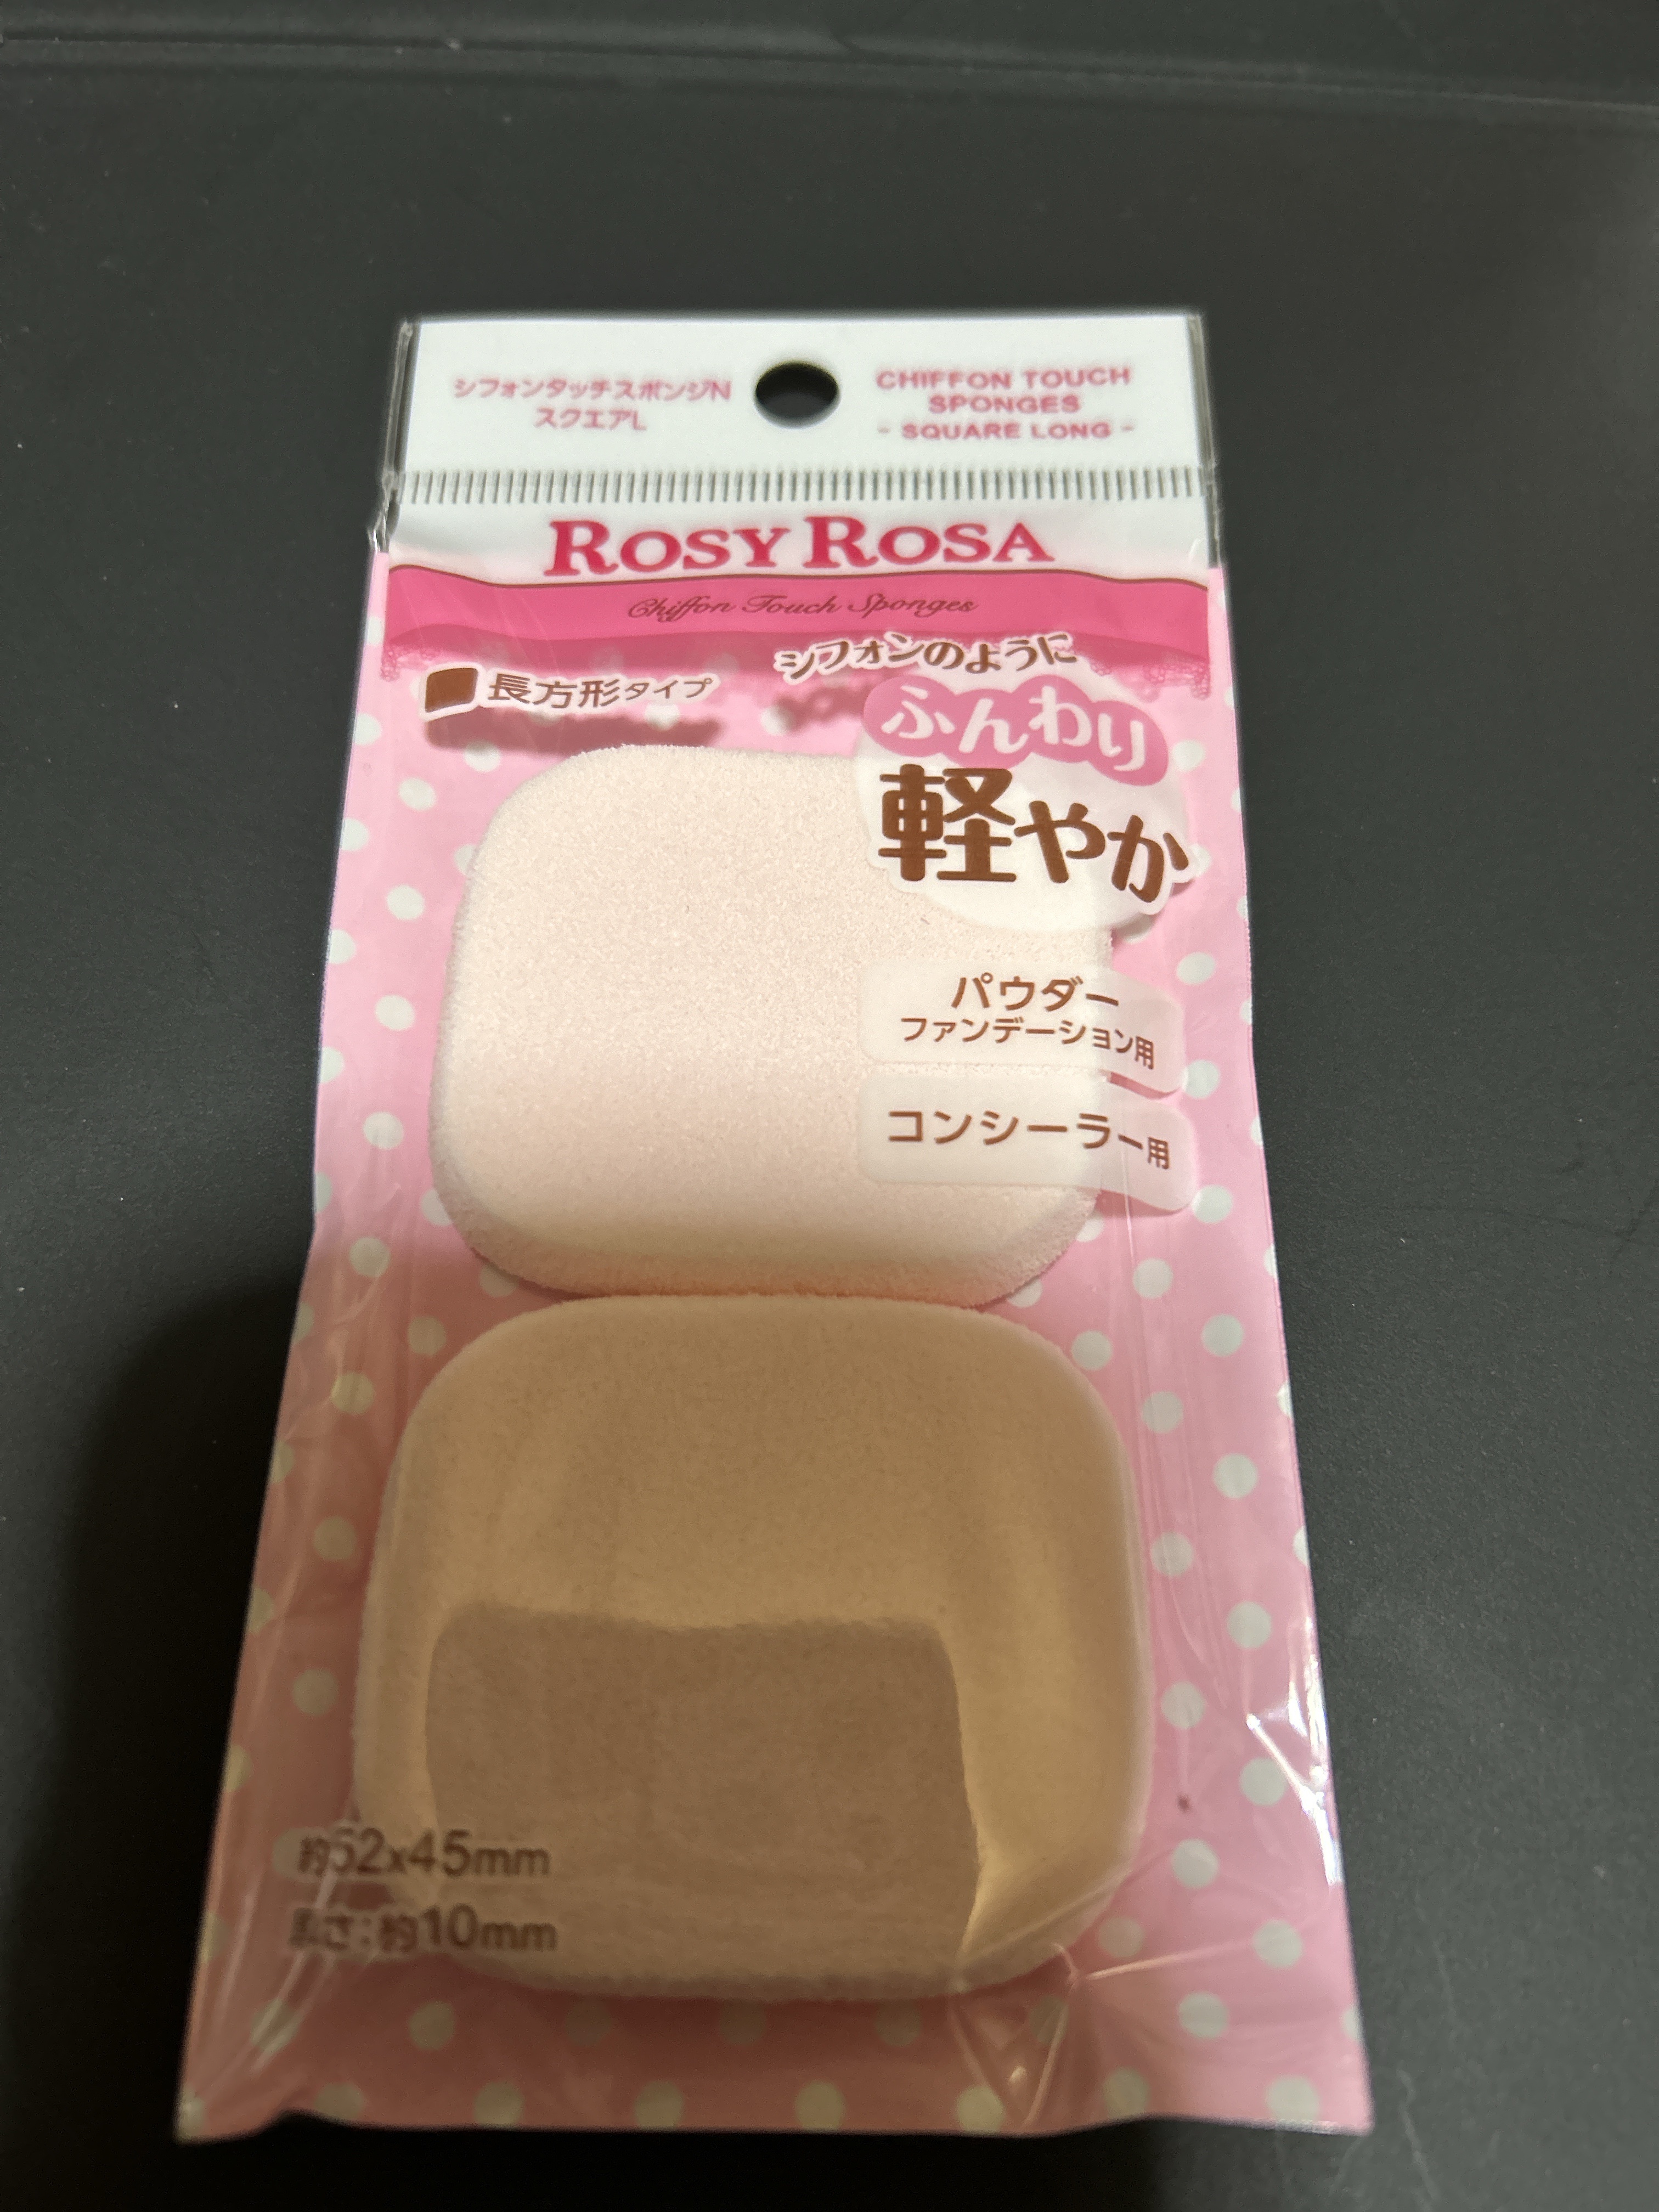 シフォンタッチスポンジN
スクエアL
CHIFFON TOUCH
SPONGES
- SQUARE LONG -
ROSY ROSA
Chiffon Touch Sponges
長方形タイプ
シフォンのように
ふんわり
軽やか
パウダー
ファンデーション用
コンシーラー用
約52x45mm
厚さ:約10mm